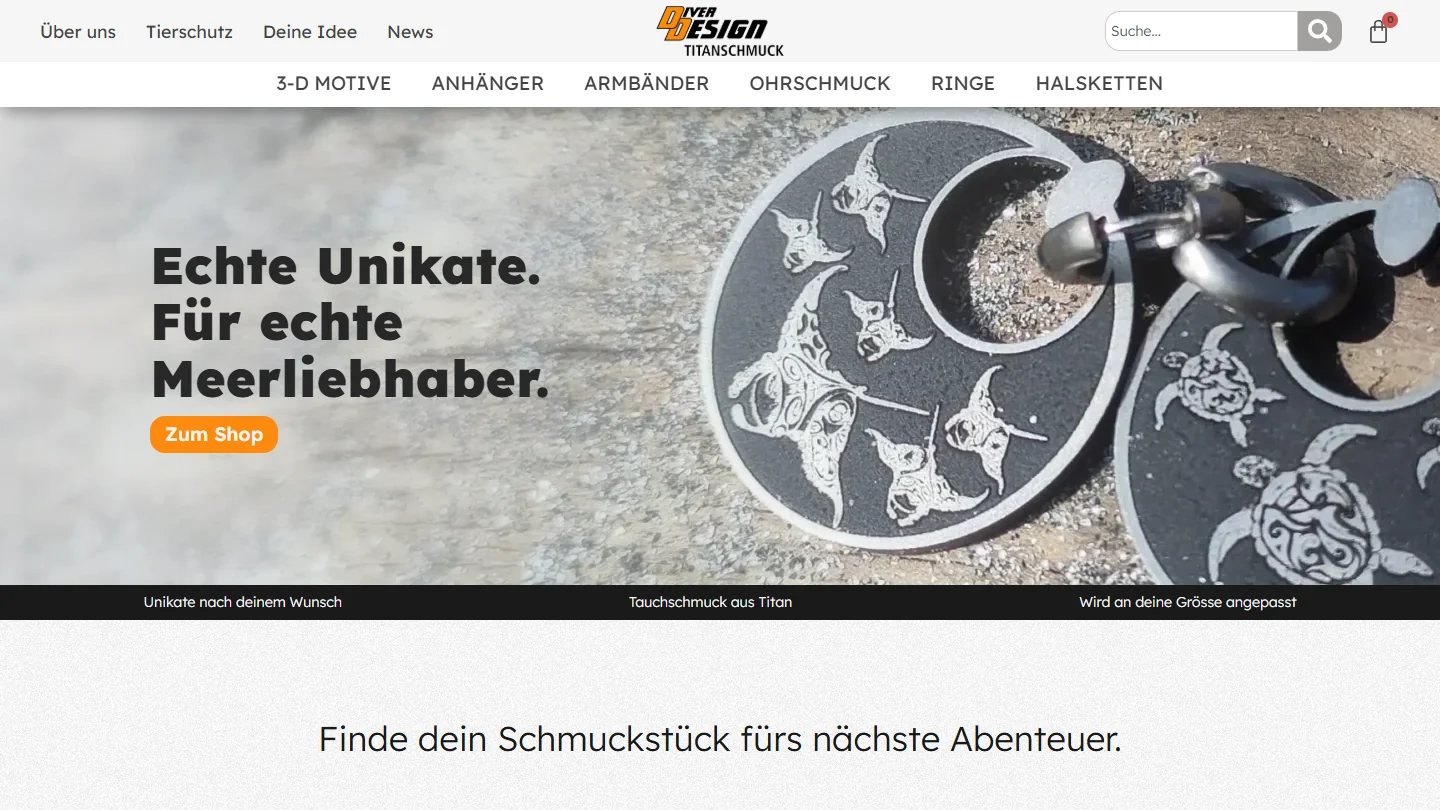 Über uns
Tierschutz
Deine Idee
News
DIVER
DESIGN
TITANSCHMUCK
Suche...
0
3-D MOTIVE
ANHÄNGER
ARMBÄNDER
OHRSCHMUCK
RINGE
HALSKETTEN
Echte Unikate.
Für echte
Meerliebhaber.
Zum Shop
Unikate nach deinem Wunsch
Tauchschmuck aus Titan
Wird an deine Grösse angepasst
Finde dein Schmuckstück fürs nächste Abenteuer.